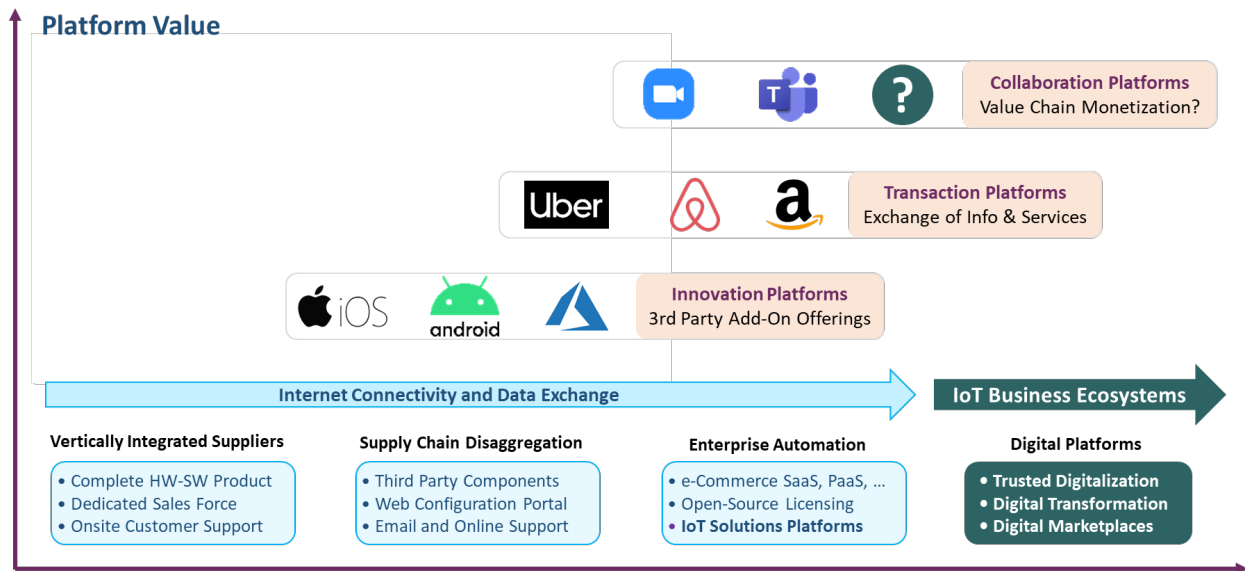 Platform Value
Collaboration Platforms
T
?
Value Chain Monetization?
Transaction Platforms
Uber
a
Exchange of Info & Services
Innovation Platforms
iOS
android
3rd Party Add-On Offerings
Internet Connectivity and Data Exchange
IoT Business Ecosystems
Vertically Integrated Suppliers
• Complete HW-SW Product
• Dedicated Sales Force
• Onsite Customer Support
Supply Chain Disaggregation
• Third Party Components
• Web Configuration Portal
• Email and Online Support
Enterprise Automation
• e-Commerce SaaS, PaaS, ...
• Open-Source Licensing
• IoT Solutions Platforms
Digital Platforms
• Trusted Digitalization
• Digital Transformation
• Digital Marketplaces